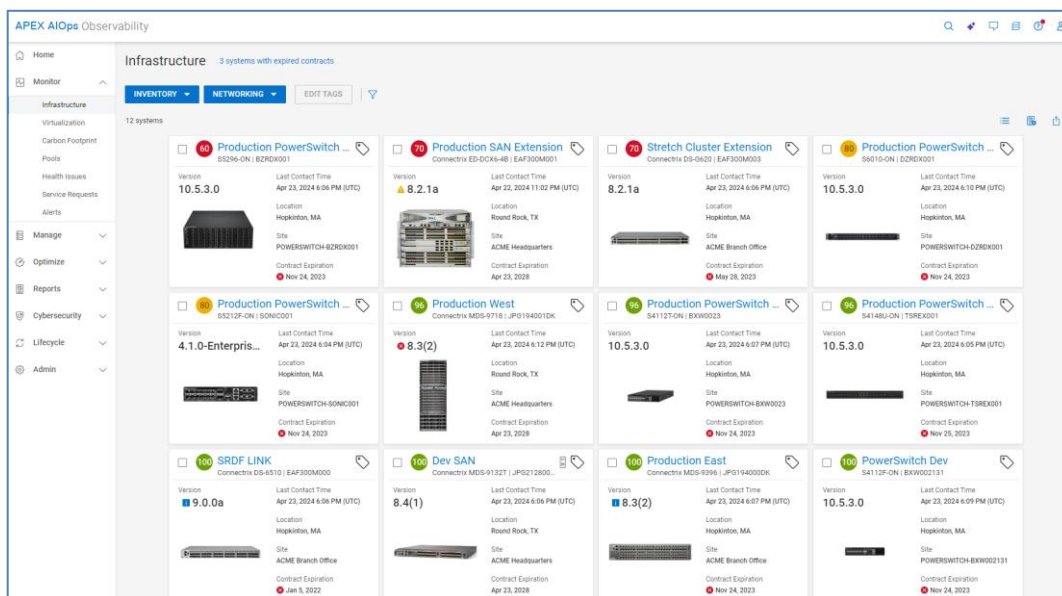 APEX AIOps Observability
Home
Monitor
Infrastructure
Virtualization
Carbon Footprint
Pools
Health Issues
Service Requests
Alerts
Manage
Optimize
Reports
Cybersecurity
Lifecycle
Admin
Infrastructure 3 systems with expired contracts
INVENTORY NETWORKING EDIT TAGS
12 systems
60 Production PowerSwitch ...
S5296-ON | BZRDX001
Version
10.5.3.0
Last Contact Time
Apr 23, 2024 6:06 PM (UTC)
Location
Hopkinton, MA
Site
POWERSWITCH-BZRDX001
Contract Expiration
Nov 24, 2023
70 Production SAN Extension
Connectrix ED-DCX6-4B | EAF300M001
Version
8.2.1a
Last Contact Time
Apr 22, 2024 11:02 PM (UTC)
Location
Round Rock, TX
Site
ACME Headquarters
Contract Expiration
Apr 23, 2028
70 Stretch Cluster Extension
Connectrix DS-G620 | EAF300M003
Version
8.2.1a
Last Contact Time
Apr 23, 2024 6:06 PM (UTC)
Location
Hopkinton, MA
Site
ACME Branch Office
Contract Expiration
May 28, 2023
80 Production PowerSwitch ...
S6010-ON | DZRDX001
Version
10.5.3.0
Last Contact Time
Apr 23, 2024 6:10 PM (UTC)
Location
Hopkinton, MA
Site
POWERSWITCH-DZRDX001
Contract Expiration
Nov 24, 2023
80 Production PowerSwitch ...
S5212F-ON | SONIC001
Version
4.1.0-Enterpris...
Last Contact Time
Apr 23, 2024 6:04 PM (UTC)
Location
Hopkinton, MA
Site
POWERSWITCH-SONIC001
Contract Expiration
Nov 24, 2023
96 Production West
Connectrix MDS-9718 | JPG194001DK
Version
8.3(2)
Last Contact Time
Apr 23, 2024 6:12 PM (UTC)
Location
Round Rock, TX
Site
ACME Headquarters
Contract Expiration
Apr 23, 2028
96 Production PowerSwitch ...
S4112T-ON | BXW0023
Version
10.5.3.0
Last Contact Time
Apr 23, 2024 6:07 PM (UTC)
Location
Hopkinton, MA
Site
POWERSWITCH-BXW0023
Contract Expiration
Nov 24, 2023
96 Production PowerSwitch ...
S4148U-ON | TSREX001
Version
10.5.3.0
Last Contact Time
Apr 23, 2024 6:05 PM (UTC)
Location
Hopkinton, MA
Site
POWERSWITCH-TSREX001
Contract Expiration
Nov 25, 2023
100 SRDF LINK
Connectrix DS-6510 | EAF300M000
Version
9.0.0a
Last Contact Time
Apr 23, 2024 6:06 PM (UTC)
Location
Hopkinton, MA
Site
ACME Branch Office
Contract Expiration
Jan 5, 2022
100 Dev SAN
Connectrix MDS-9132T | JPG212800...
Version
8.4(1)
Last Contact Time
Apr 23, 2024 6:06 PM (UTC)
Location
Round Rock, TX
Site
ACME Headquarters
Contract Expiration
Apr 23, 2028
100 Production East
Connectrix MDS-9396 | JPG194000DK
Version
8.3(2)
Last Contact Time
Apr 23, 2024 6:07 PM (UTC)
Location
Hopkinton, MA
Site
ACME Branch Office
Contract Expiration
Nov 24, 2023
100 PowerSwitch Dev
S4112F-ON | BXW002131
Version
10.5.3.0
Last Contact Time
Apr 23, 2024 6:09 PM (UTC)
Location
Hopkinton, MA
Site
POWERSWITCH-BXW002131
Contract Expiration
Nov 24, 2023